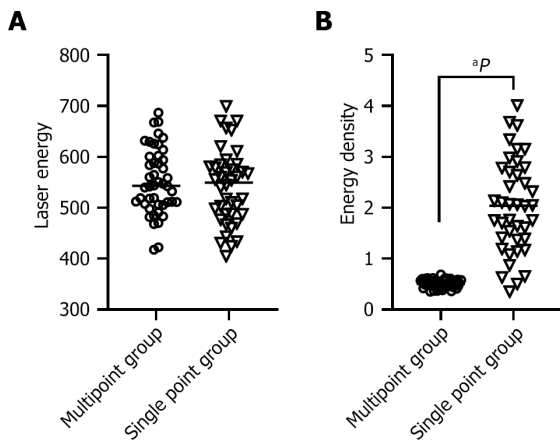 A
800
700
600
500
400
300
Laser energy
Multipoint group
Single point group
B
5
4
3
2
1
0
Energy density
aP
Multipoint group
Single point group